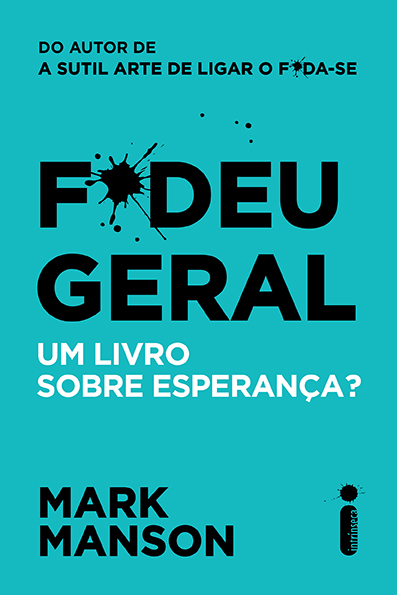 DO AUTOR DE
A SUTIL ARTE DE LIGAR O F*DA-SE
F*DEU
GERAL
UM LIVRO
SOBRE ESPERANÇA?
MARK
MANSON
intrínseca